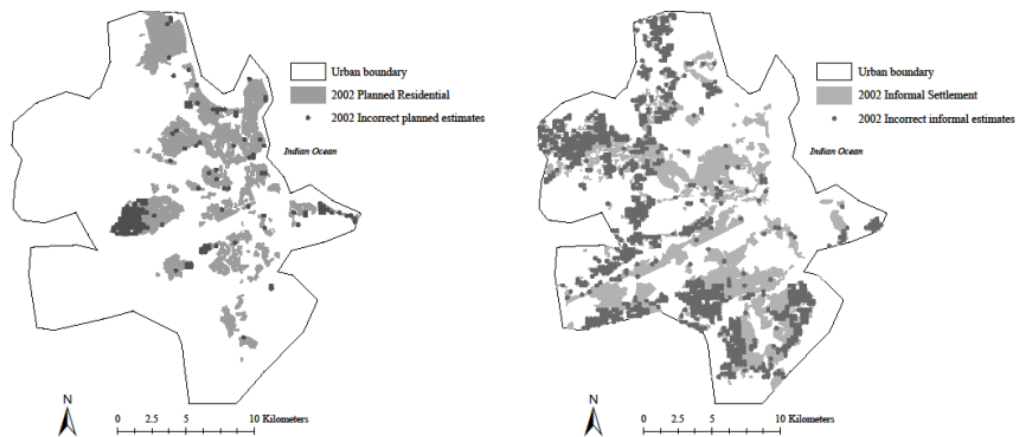 Urban boundary
2002 Planned Residential
2002 Incorrect planned estimates
Indian Ocean
N
0 2.5 5 10 Kilometers
Urban boundary
2002 Informal Settlement
2002 Incorrect informal estimates
Indian Ocean
N
0 2.5 5 10 Kilometers